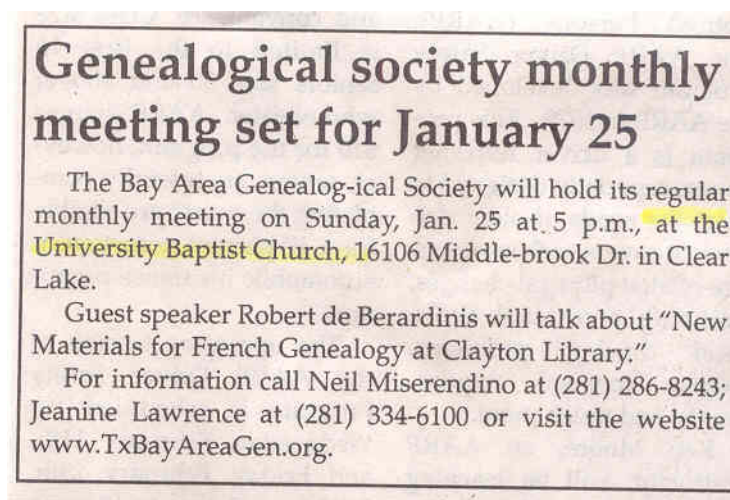 Genealogical society monthly
meeting set for January 25
The Bay Area Genealog-ical Society will hold its regular
monthly meeting on Sunday, Jan. 25 at 5 p.m., at the
University Baptist Church, 16106 Middle-brook Dr. in Clear
Lake.
Guest speaker Robert de Berardinis will talk about “New
Materials for French Genealogy at Clayton Library.”
For information call Neil Miserendino at (281) 286-8243;
Jeanine Lawrence at (281) 334-6100 or visit the website
www.TxBayAreaGen.org.